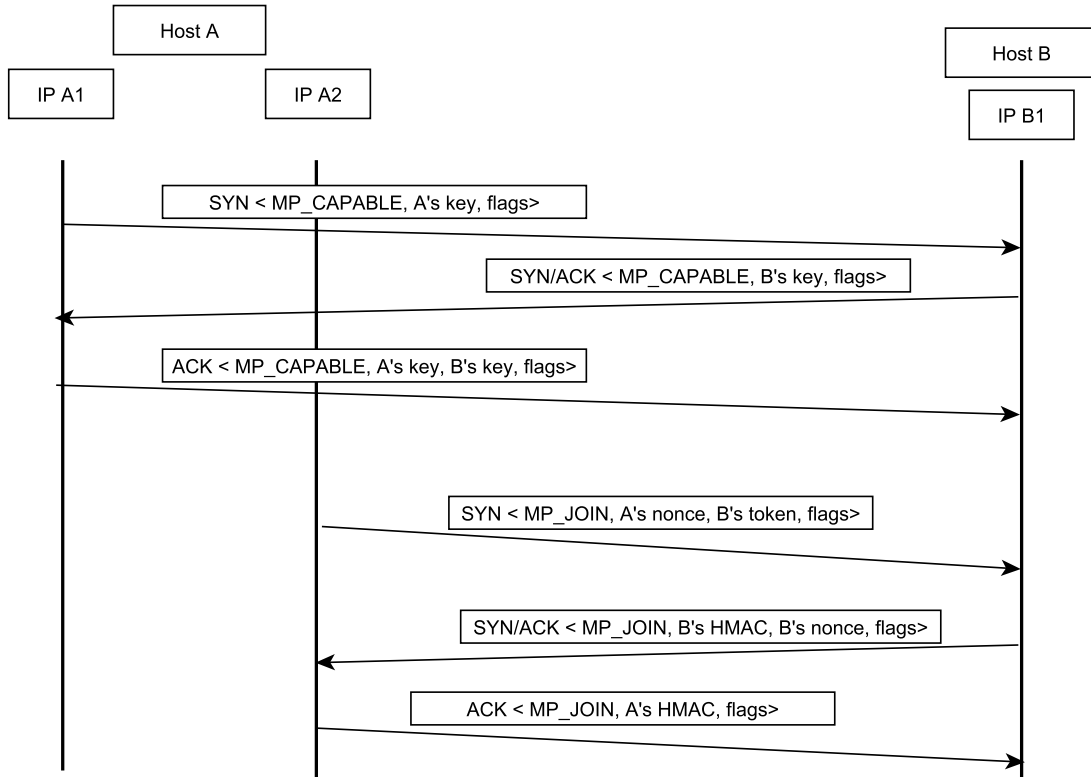 Host A
Host B
IP A1
IP A2
IP B1
SYN < MP_CAPABLE, A's key, flags>
SYN/ACK < MP_CAPABLE, B's key, flags>
ACK < MP_CAPABLE, A's key, B's key, flags>
SYN < MP_JOIN, A's nonce, B's token, flags>
SYN/ACK < MP_JOIN, B's HMAC, B's nonce, flags>
ACK < MP_JOIN, A's HMAC, flags>